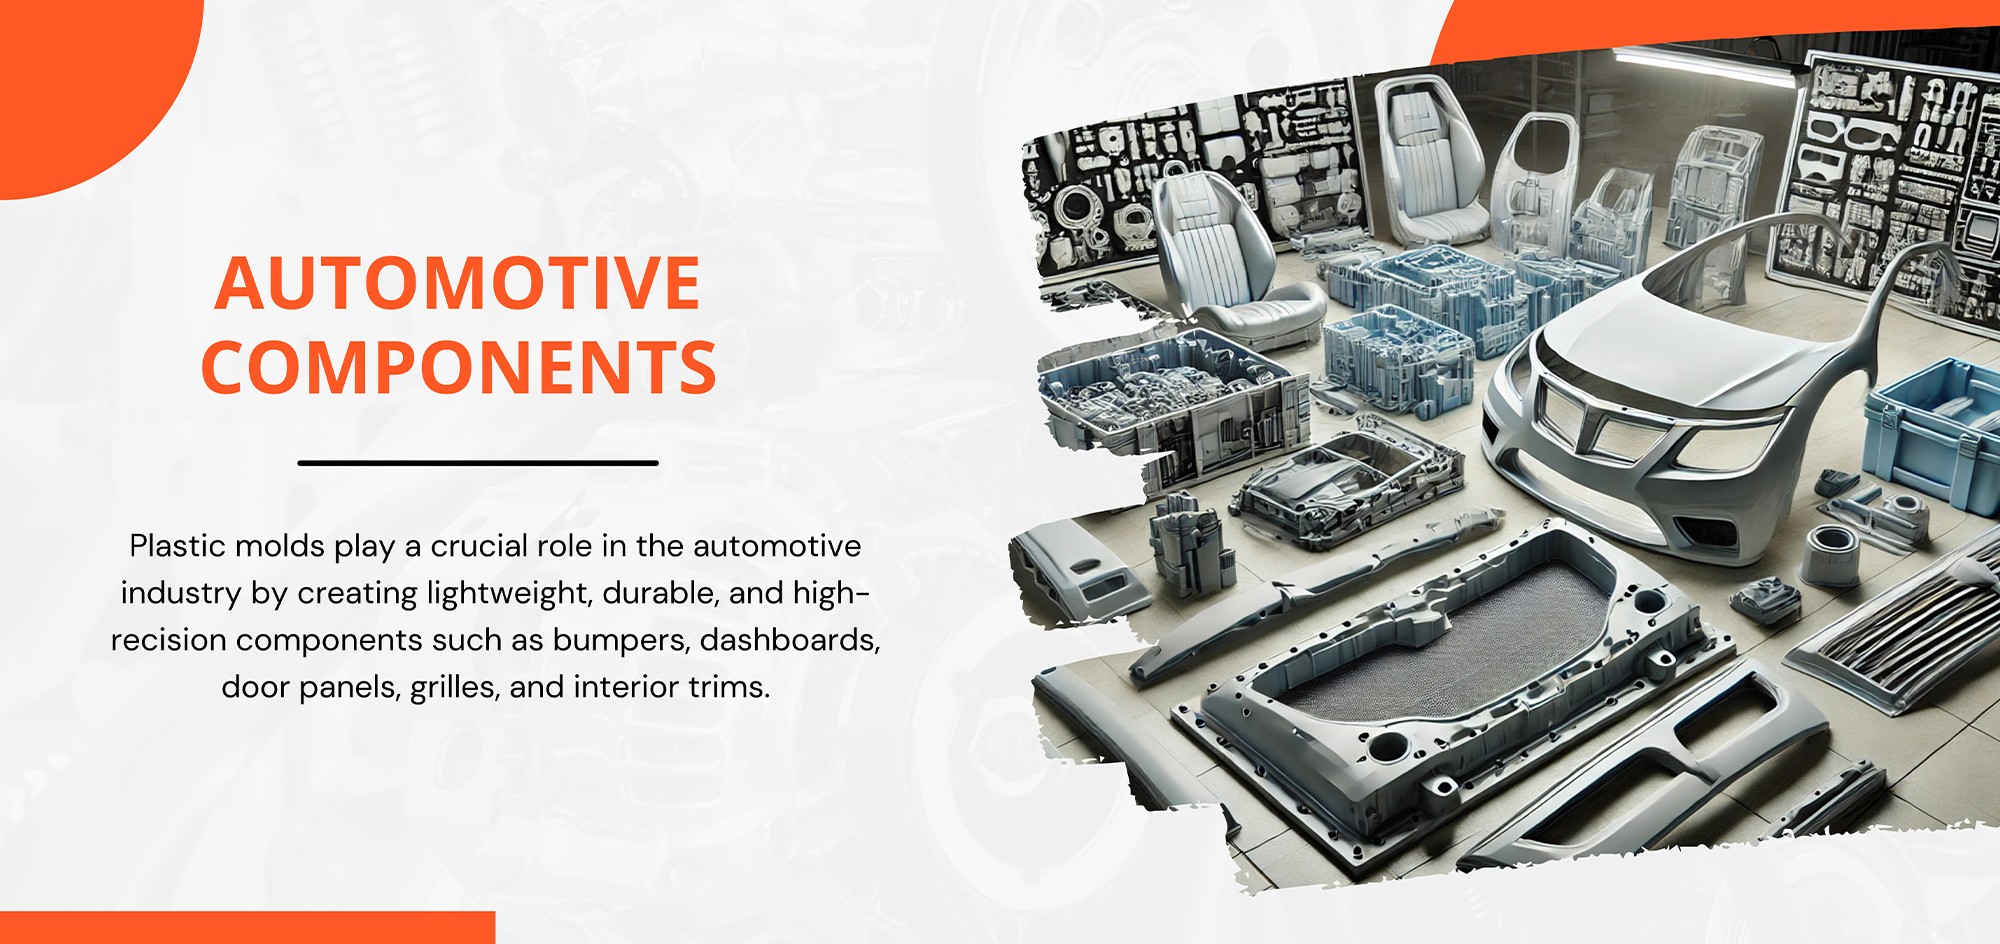 AUTOMOTIVE
COMPONENTS
Plastic molds play a crucial role in the automotive
industry by creating lightweight, durable, and high-
recision components such as bumpers, dashboards,
door panels, grilles, and interior trims.